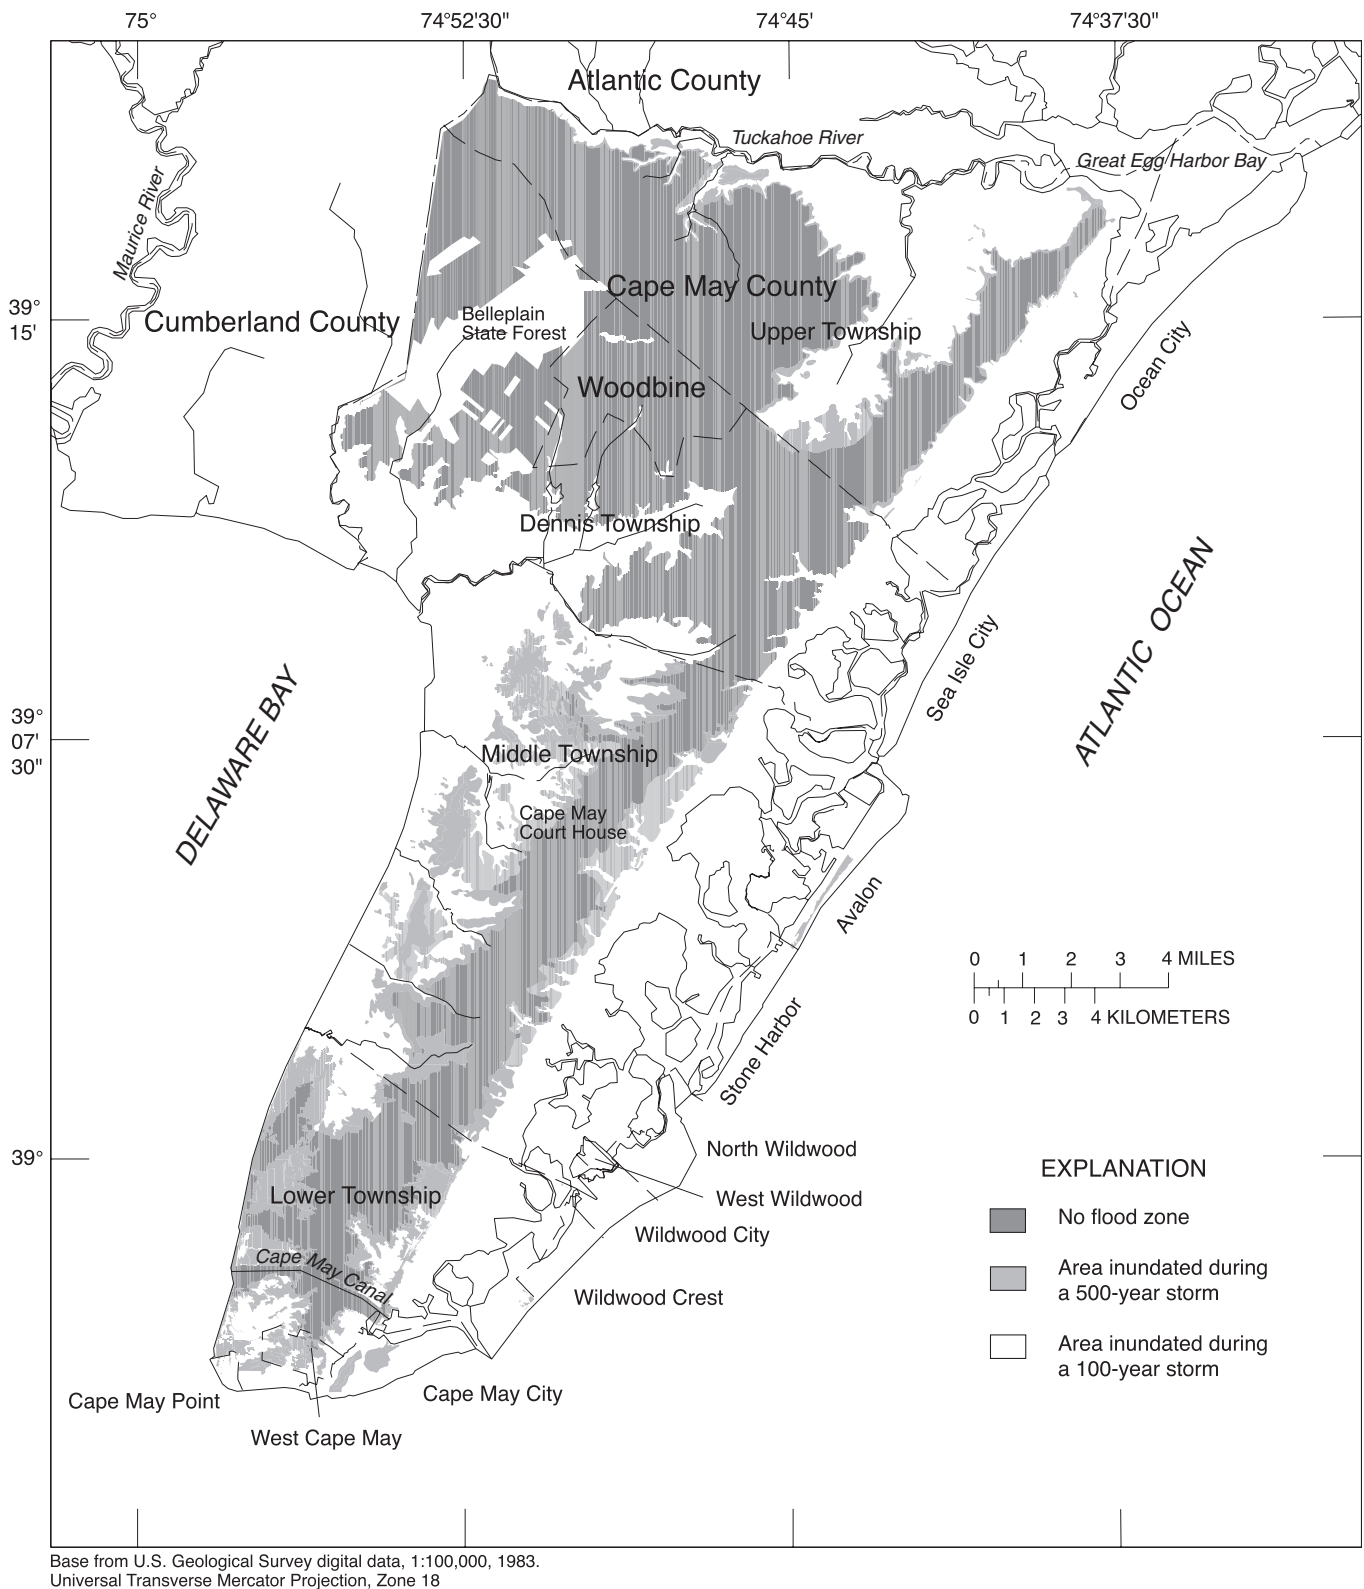 75°
74°52'30"
74°45'
74°37'30"
Atlantic County
Tuckahoe River
Great Egg Harbor Bay
Maurice River
39°
15'
Cumberland County
Cape May County
Belleplain
State Forest
Upper Township
Ocean City
Woodbine
Dennis Township
ATLANTIC OCEAN
Sea Isle City
39°
07'
30"
DELAWARE BAY
Middle Township
Cape May
Court House
Avalon
0 1 2 3 4 MILES
0 1 2 3 4 KILOMETERS
Stone Harbor
39°
North Wildwood
West Wildwood
Wildwood City
Lower Township
Cape May Canal
Wildwood Crest
EXPLANATION
No flood zone
Area inundated during
a 500-year storm
Area inundated during
a 100-year storm
Cape May Point
Cape May City
West Cape May
Base from U.S. Geological Survey digital data, 1:100,000, 1983.
Universal Transverse Mercator Projection, Zone 18